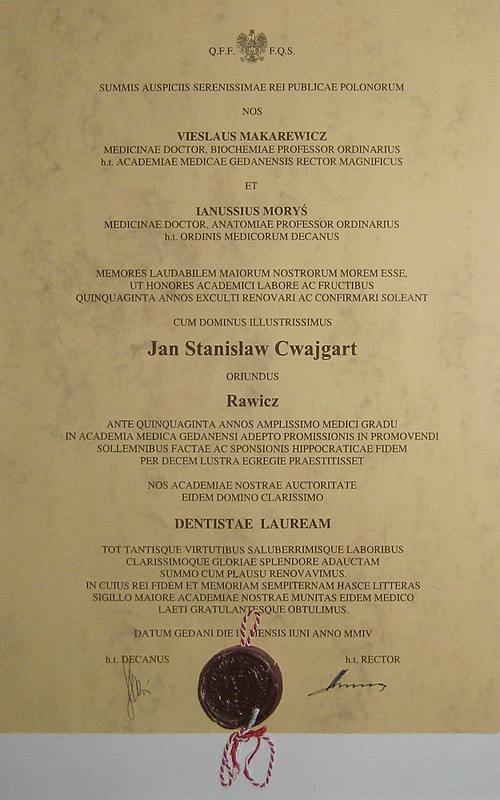 Q.F.F. F.Q.S.
SUMMIS AUSPICIIS SERENISSIMAE REI PUBLICAE POLONORUM
NOS
VIESLAUS MAKAREWICZ
MEDICINAE DOCTOR, BIOCHEMIAE PROFESSOR ORDINARIUS
h.t. ACADEMIAE MEDICAE GEDANENSIS RECTOR MAGNIFICUS
ET
IANUSSIUS MORYŚ
MEDICINAE DOCTOR, ANATOMIAE PROFESSOR ORDINARIUS
h.t. ORDINIS MEDICORUM DECANUS
MEMORES LAUDABILEM MAIORUM NOSTRORUM MOREM ESSE,
UT HONORES ACADEMICI LABORE AC FRUCTIBUS
QUINQUAGINTA ANNOS EXCULTI RENOVARI AC CONFIRMARI SOLEANT
CUM DOMINUS ILLUSTRISSIMUS
Jan Stanisław Cwajgart
ORIUNDUS
Rawicz
ANTE QUINQUAGINTA ANNOS AMPLISSIMO MEDICI GRADU
IN ACADEMIA MEDICA GEDANENSI ADEPTO PROMISSIONIS IN PROMOVENDI
SOLLEMNIBUS FACTAE AC SPONSIONIS HIPPOCRATICAE FIDEM
PER DECEM LUSTRA EGREGIE PRAESTITISSET
NOS ACADEMIAE NOSTRAE AUCTORITATE
EIDEM DOMINO CLARISSIMO
DENTISTAE LAUREAM
TOT TANTISQUE VIRTUTIBUS SALUBERRIMISQUE LABORIBUS
CLARISSIMOQUE GLORIAE SPLENDORE ADAUCTAM
SUMMO CUM PLAUSU RENOVAVIMUS.
IN CUIUS REI FIDEM ET MEMORIAM SEMPITERNAM HASCE LITTERAS
SIGILLO MAIORE ACADEMIAE NOSTRAE MUNITAS EIDEM MEDICO
LAETI GRATULANTESQUE OBTULIMUS.
DATUM GEDANI DIE MENSIS IUNI ANNO MMIV
h.t. DECANUS h.t. RECTOR